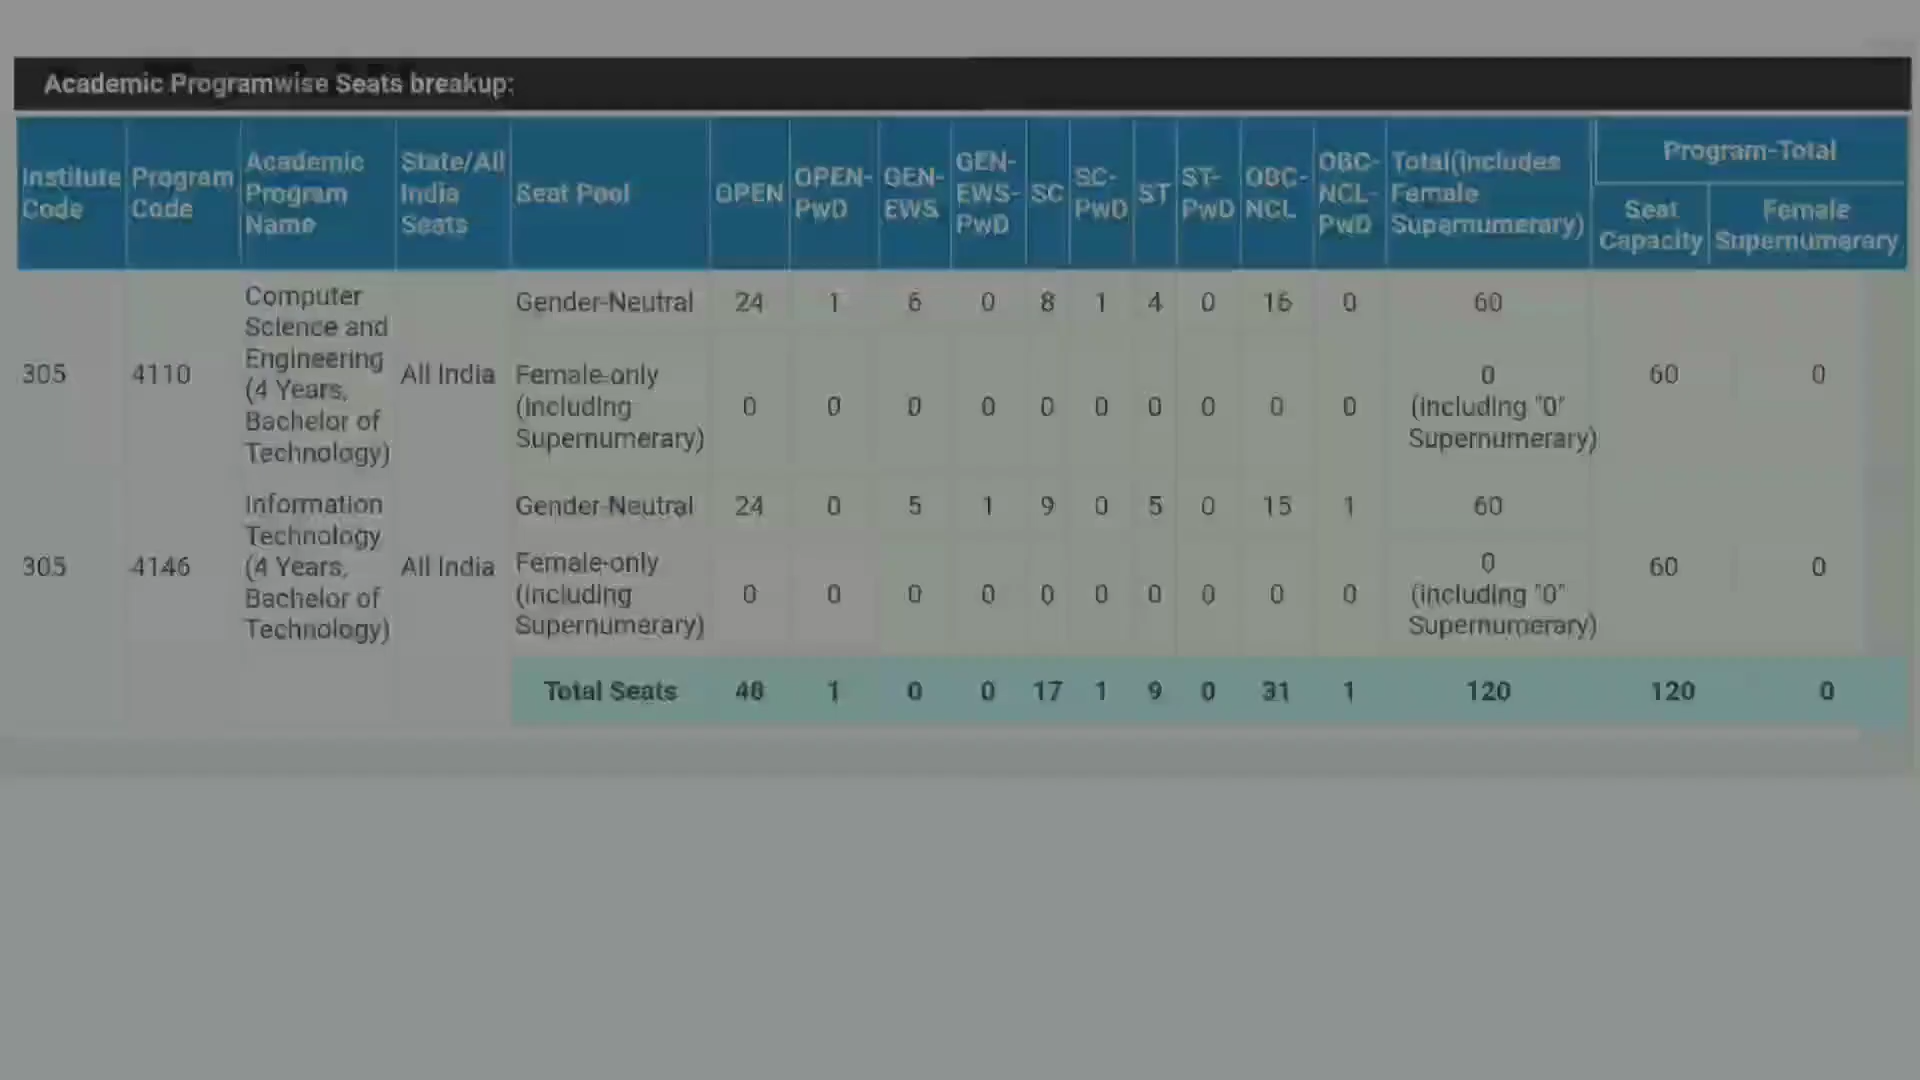 Academic Programwise Seats breakup:
Institute Code Program Code Academic Program Name State/All India Seats Seat Pool OPEN OPEN-PwD GEN-EWS GEN-EWS-PwD SC SC-PwD ST ST-PwD OBC-NCL OBC-NCL-PwD Total(Includes Female Supernumerary) Program-Total
Seat Capacity Female Supernumerary
305 4110 Computer Science and Engineering (4 Years, Bachelor of Technology) All India Gender-Neutral 24 1 6 0 8 1 4 0 16 0 60
Female-only (including Supernumerary) 0 0 0 0 0 0 0 0 0 0 0 (including "0" Supernumerary) 60 0
305 4146 Information Technology (4 Years, Bachelor of Technology) All India Gender-Neutral 24 0 5 1 9 0 5 0 15 1 60
Female-only (including Supernumerary) 0 0 0 0 0 0 0 0 0 0 0 (including "0" Supernumerary) 60 0
Total Seats 48 1 0 0 17 1 9 0 31 1 120 120 0